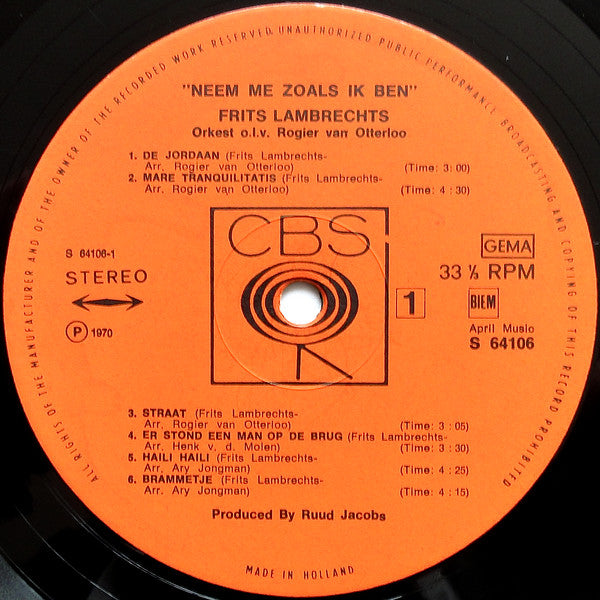 ALL RIGHTS OF THE MANUFACTURER AND OF THE OWNER OF THE RECORDED WORK RESERVED. UNAUTHORIZED PUBLIC PERFORMANCE, BROADCASTING AND COPYING OF THIS RECORD PROHIBITED
"NEEM ME ZOALS IK BEN"
FRITS LAMBRECHTS
Orkest o.l.v. Rogier van Otterloo
1. DE JORDAAN (Frits Lambrechts-
Arr. Rogier van Otterloo) (Time: 3:00)
2. MARE TRANQUILITATIS (Frits Lambrechts-
Arr. Rogier van Otterloo) (Time: 4:30)
CBS
S 64106-1
STEREO
P 1970
GEMA
33 ⅓ RPM
1 BIEM
April Music
S 64106
3. STRAAT (Frits Lambrechts-
Arr. Rogier van Otterloo) (Time: 3:05)
4. ER STOND EEN MAN OP DE BRUG (Frits Lambrechts-
Arr. Henk v. d. Molen) (Time: 3:30)
5. HAILI HAILI (Frits Lambrechts-
Arr. Ary Jongman) (Time: 4:25)
6. BRAMMETJE (Frits Lambrechts-
Arr. Ary Jongman) (Time: 4:15)
Produced By Ruud Jacobs
MADE IN HOLLAND